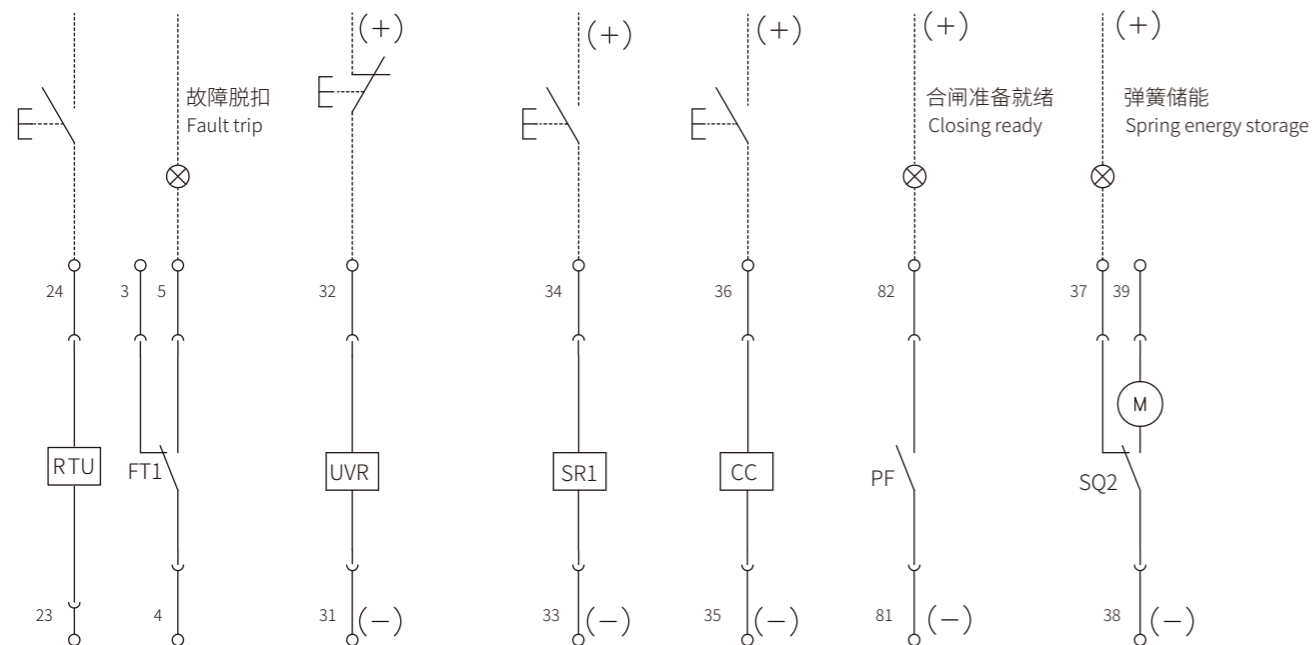 (+)
(+)
(+)
(+)
(+)
故障脱扣
Fault trip
合闸准备就绪
Closing ready
弹簧储能
Spring energy storage
24
3
5
32
34
36
82
37
39
M
RTU
FT1
UVR
SR1
CC
PF
SQ2
23
4
31
(−)
33
(−)
35
(−)
81
(−)
38
(−)